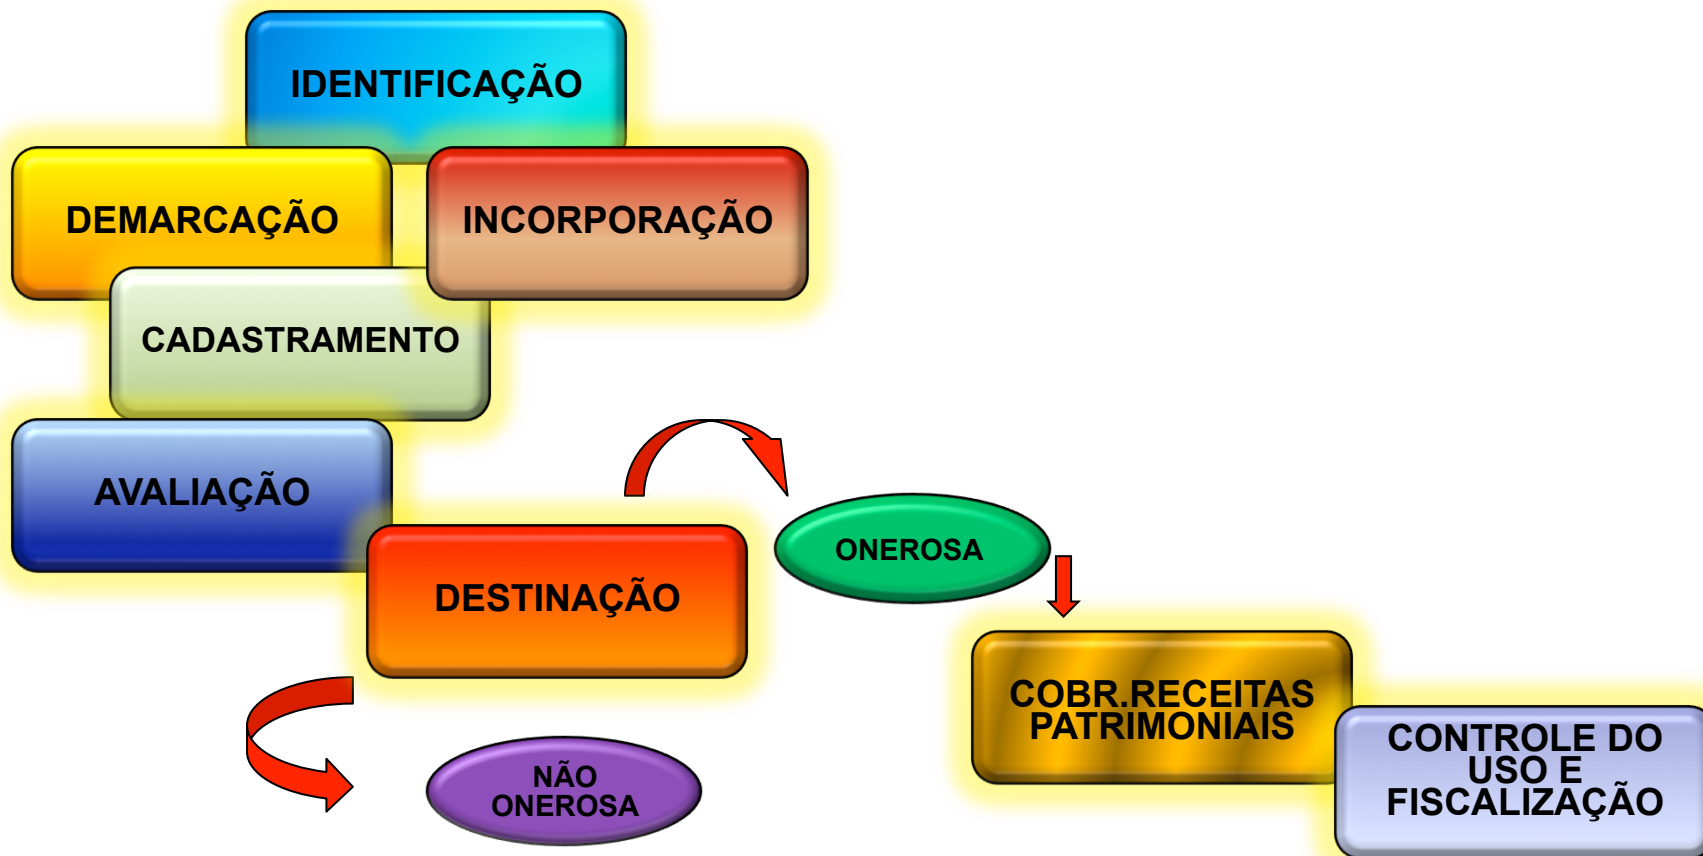 IDENTIFICAÇÃO
DEMARCAÇÃO
INCORPORAÇÃO
CADASTRAMENTO
AVALIAÇÃO
DESTINAÇÃO
ONEROSA
NÃO
ONEROSA
COBR.RECEITAS
PATRIMONIAIS
CONTROLE DO
USO E
FISCALIZAÇÃO